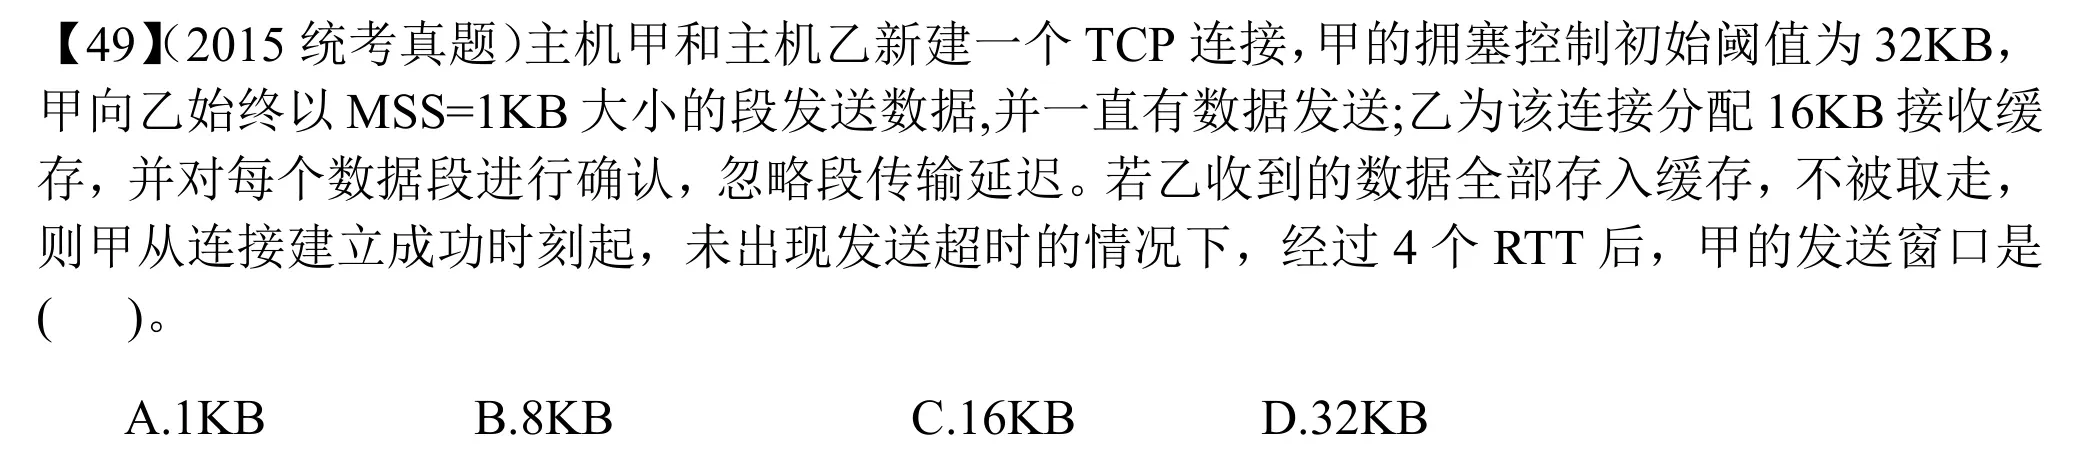 【49】(2015 统考真题)主机甲和主机乙新建一个 TCP 连接,甲的拥塞控制初始阈值为 32KB，
甲向乙始终以 MSS=1KB 大小的段发送数据,并一直有数据发送;乙为该连接分配 16KB 接收缓
存，并对每个数据段进行确认，忽略段传输延迟。若乙收到的数据全部存入缓存，不被取走，
则甲从连接建立成功时刻起，未出现发送超时的情况下，经过 4 个 RTT 后，甲的发送窗口是
( )。
A.1KB B.8KB C.16KB D.32KB